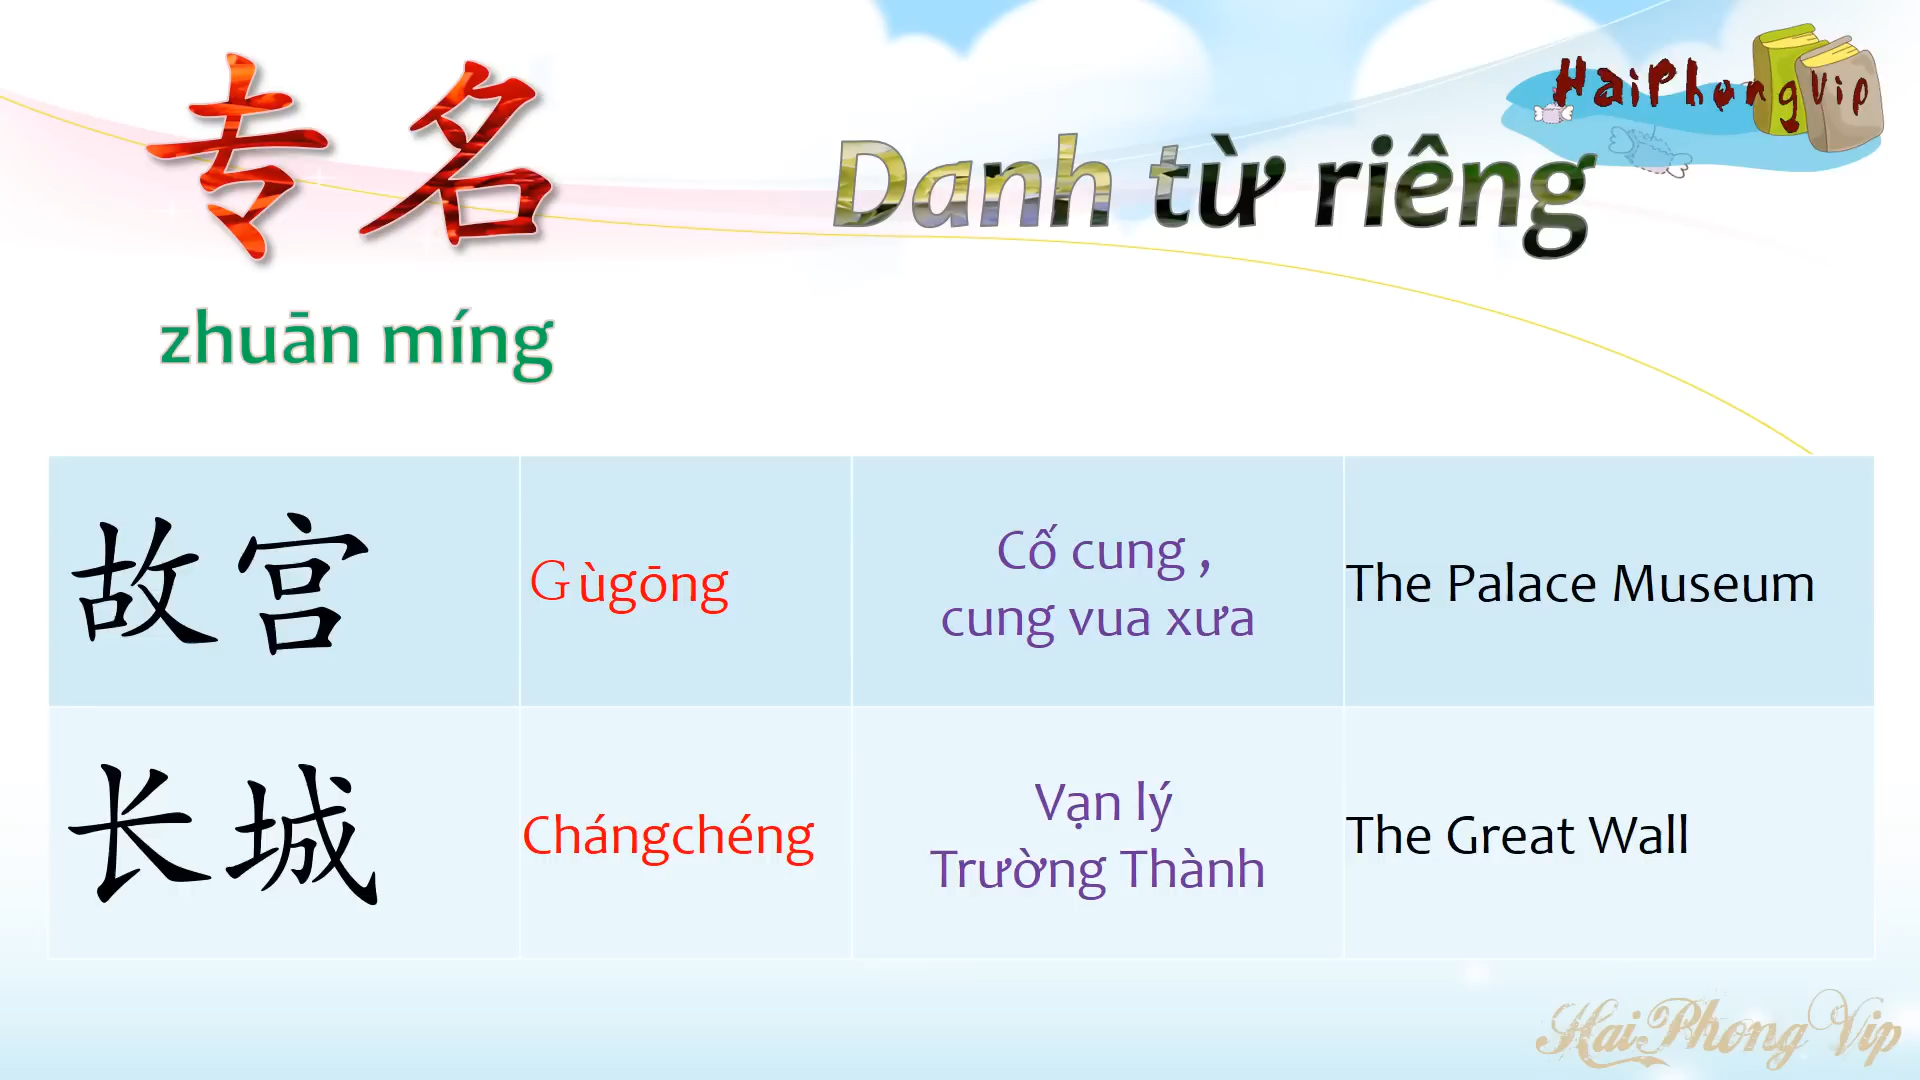 专名
Danh từ riêng
HaiPhongVip
zhuān míng
故宫
Gùgōng
Cố cung ,
cung vua xưa
The Palace Museum
长城
Chángchéng
Vạn lý
Trường Thành
The Great Wall
HaiPhongVip